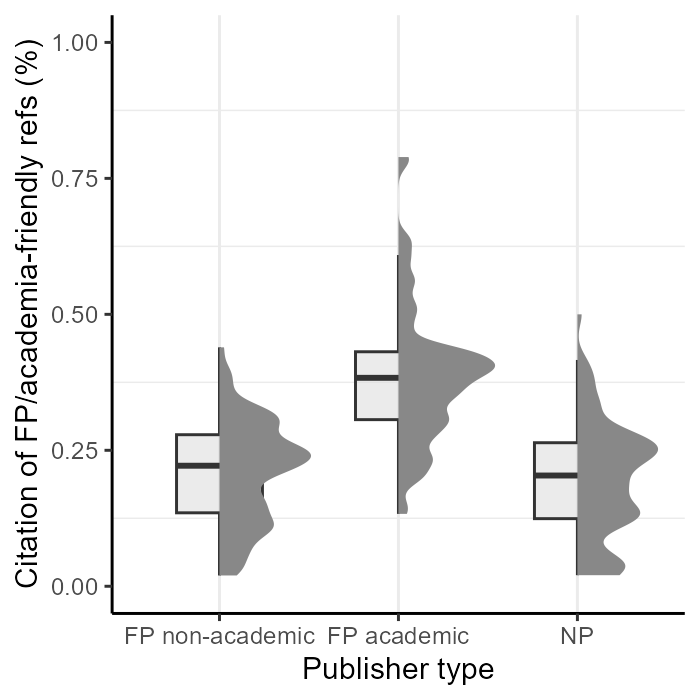 Citation of FP/academia-friendly refs (%)
1.00
0.75
0.50
0.25
0.00
FP non-academic FP academic NP
Publisher type